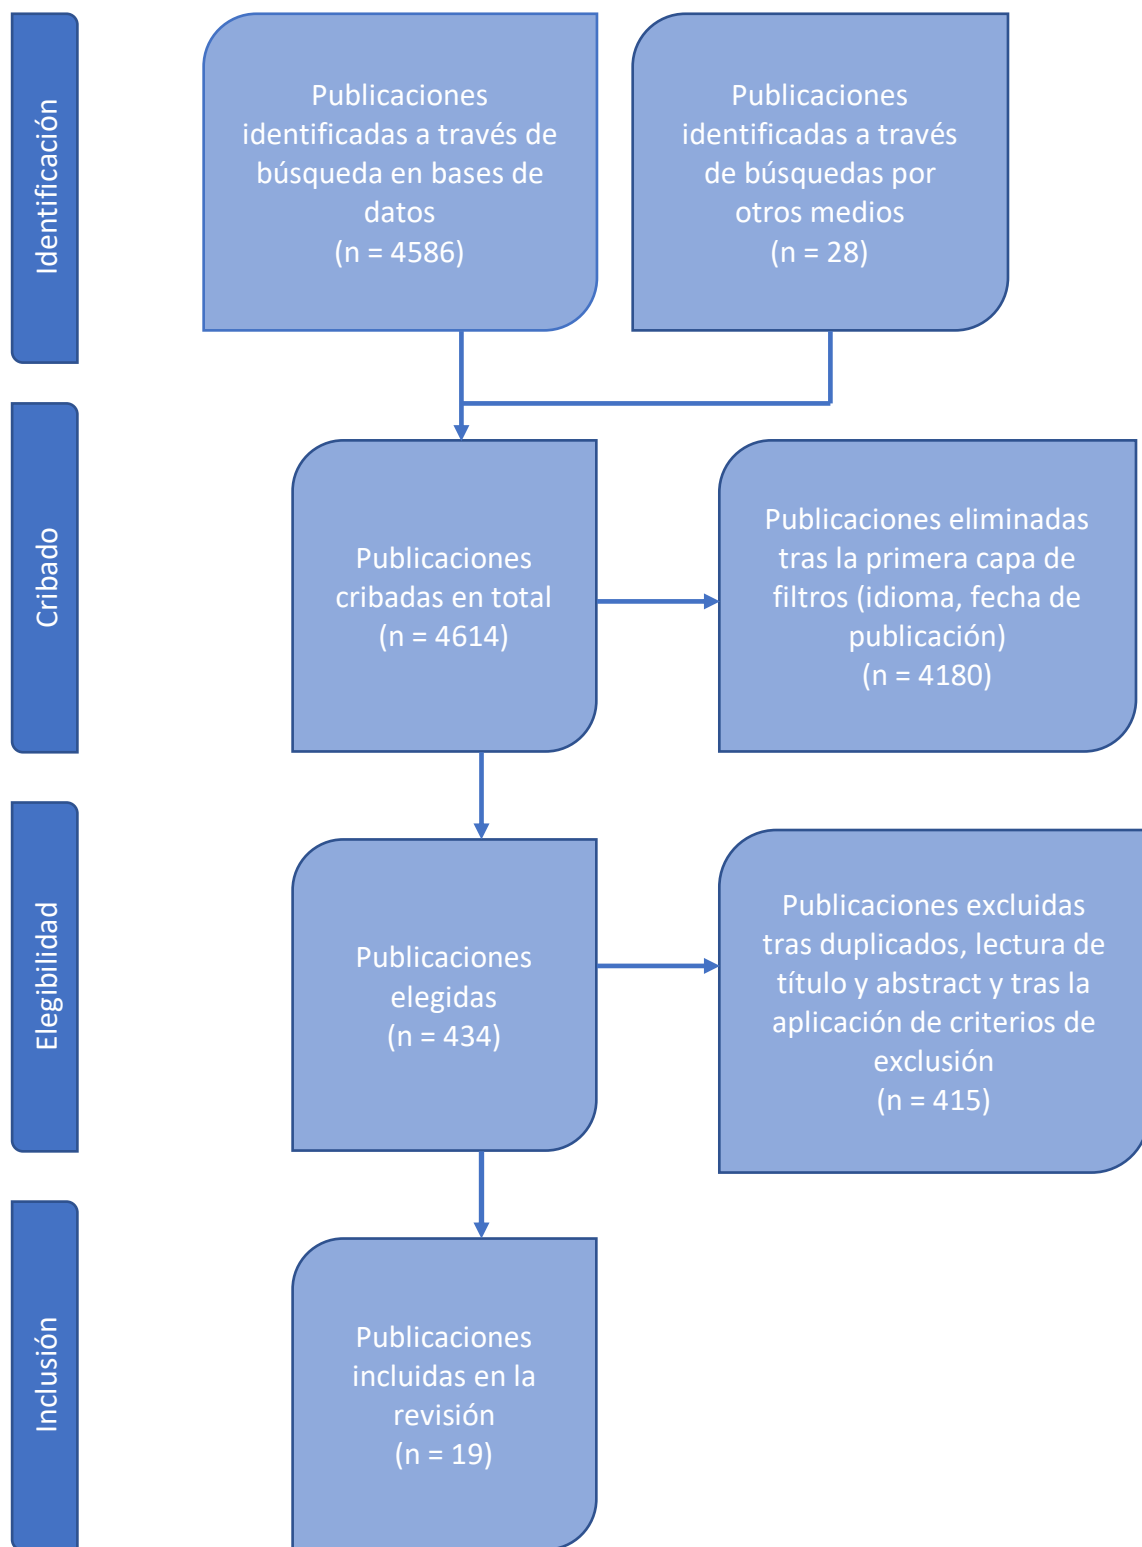 Identificación
Publicaciones
identificadas a través de
búsqueda en bases de
datos
(n = 4586)
Publicaciones
identificadas a través
de búsquedas por
otros medios
(n = 28)
Cribado
Publicaciones
cribadas en total
(n = 4614)
Publicaciones eliminadas
tras la primera capa de
filtros (idioma, fecha de
publicación)
(n = 4180)
Elegibilidad
Publicaciones
elegidas
(n = 434)
Publicaciones excluidas
tras duplicados, lectura de
título y abstract y tras la
aplicación de criterios de
exclusión
(n = 415)
Inclusión
Publicaciones
incluidas en la
revisión
(n = 19)